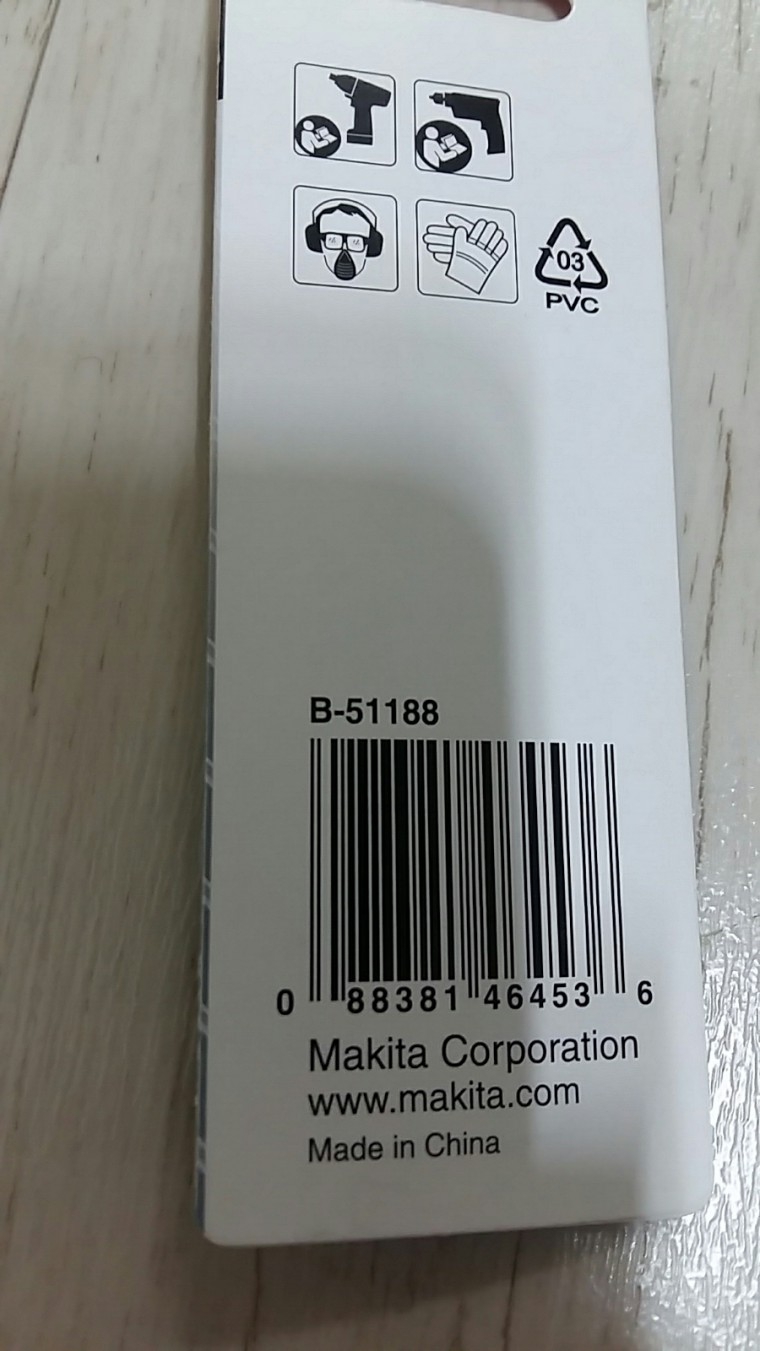 03
PVC
B-51188
0 88381 46453 6
Makita Corporation
www.makita.com
Made in China